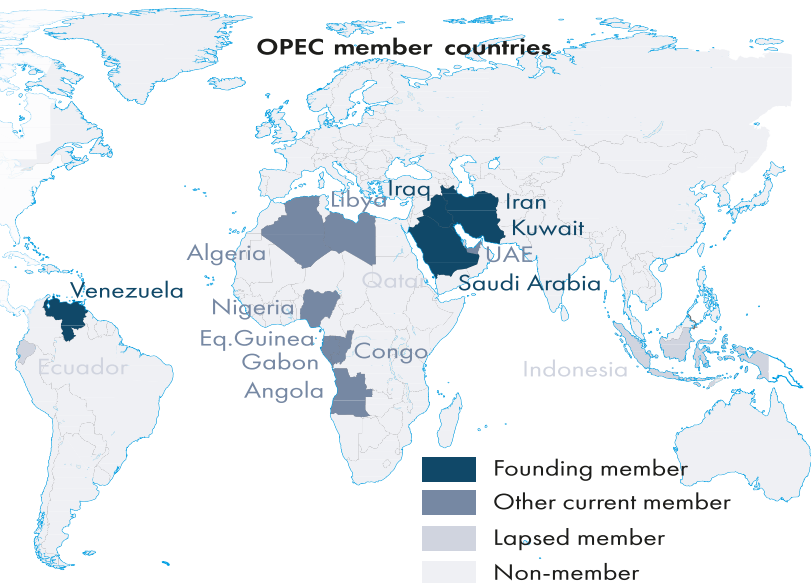 OPEC member countries
Iraq
Libya
Iran
Kuwait
Algeria
UAE
Qatar
Saudi Arabia
Venezuela
Nigeria
Eq.Guinea
Congo
Gabon
Ecuador
Indonesia
Angola
Founding member
Other current member
Lapsed member
Non-member